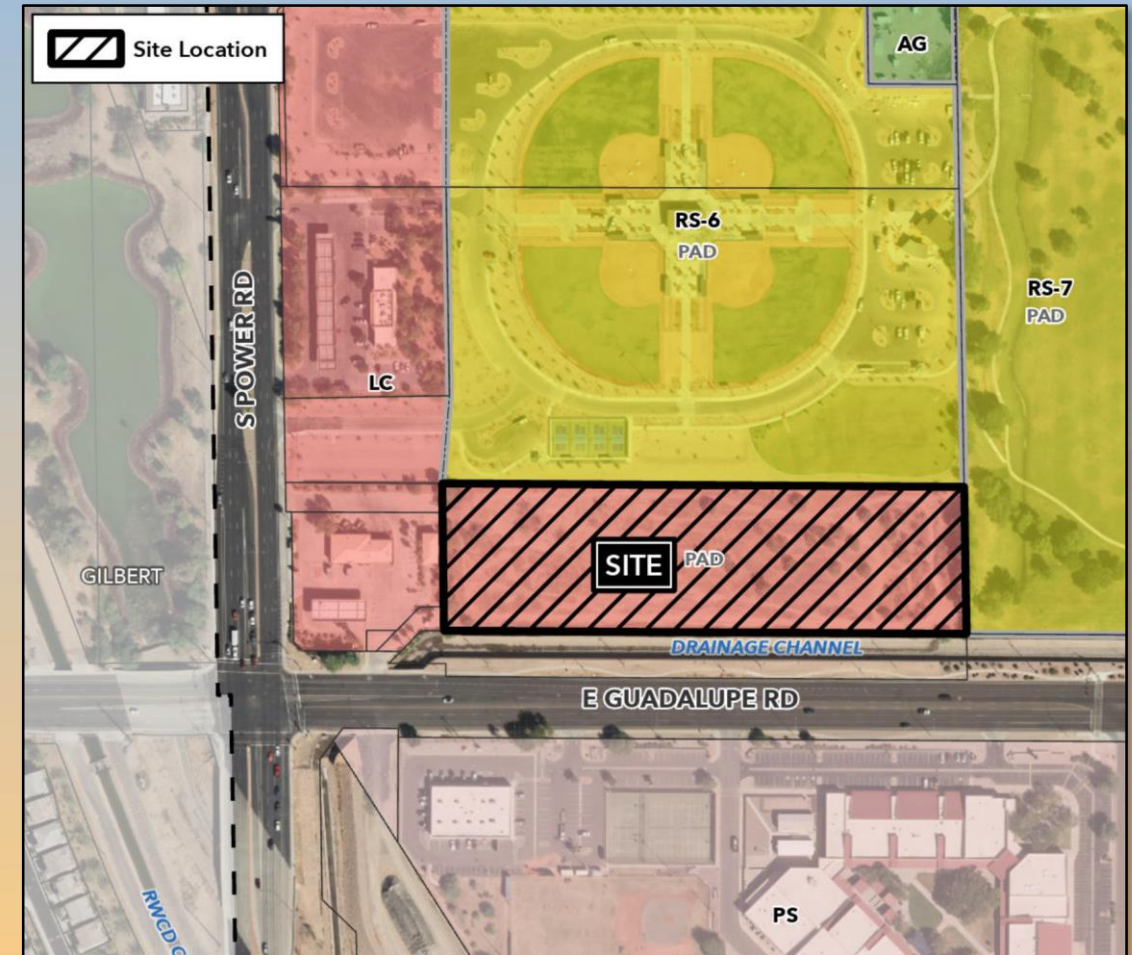 Site Location
AG
RS-6
PAD
RS-7
PAD
S POWER RD
LC
GILBERT
SITE
PAD
DRAINAGE CHANNEL
E GUADALUPE RD
RWCD
PS